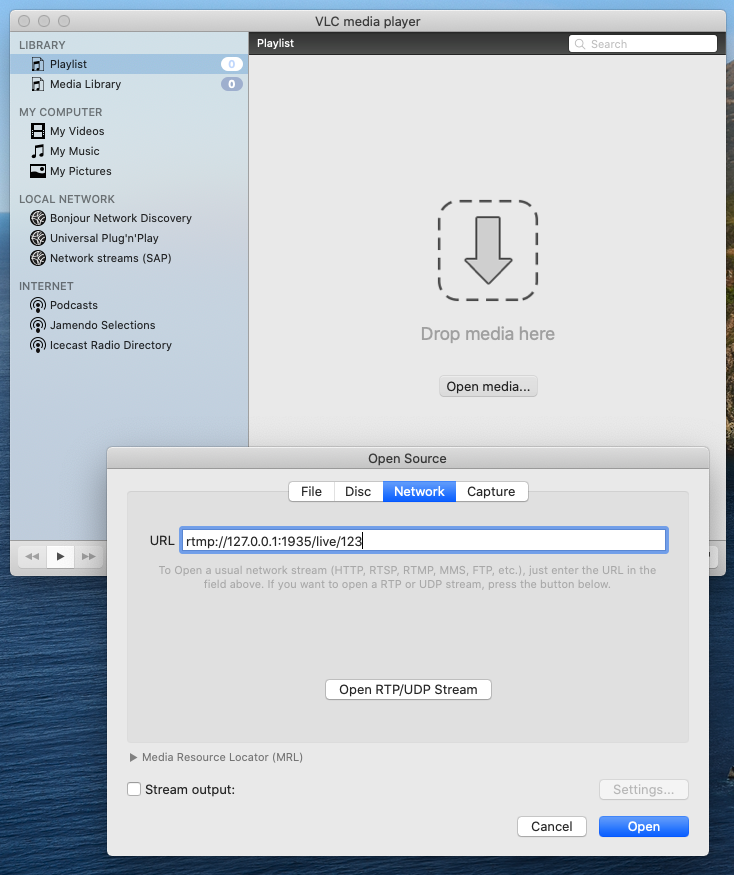 VLC media player
LIBRARY
Playlist
0
Media Library
0
MY COMPUTER
My Videos
My Music
My Pictures
LOCAL NETWORK
Bonjour Network Discovery
Universal Plug'n'Play
Network streams (SAP)
INTERNET
Podcasts
Jamendo Selections
Icecast Radio Directory
Playlist
Search
Drop media here
Open media...
Open Source
File
Disc
Network
Capture
URL
rtmp://127.0.0.1:1935/live/123
To Open a usual network stream (HTTP, RTSP, RTMP, MMS, FTP, etc.), just enter the URL in the
field above. If you want to open a RTP or UDP stream, press the button below.
Open RTP/UDP Stream
Media Resource Locator (MRL)
Stream output:
Settings...
Cancel
Open